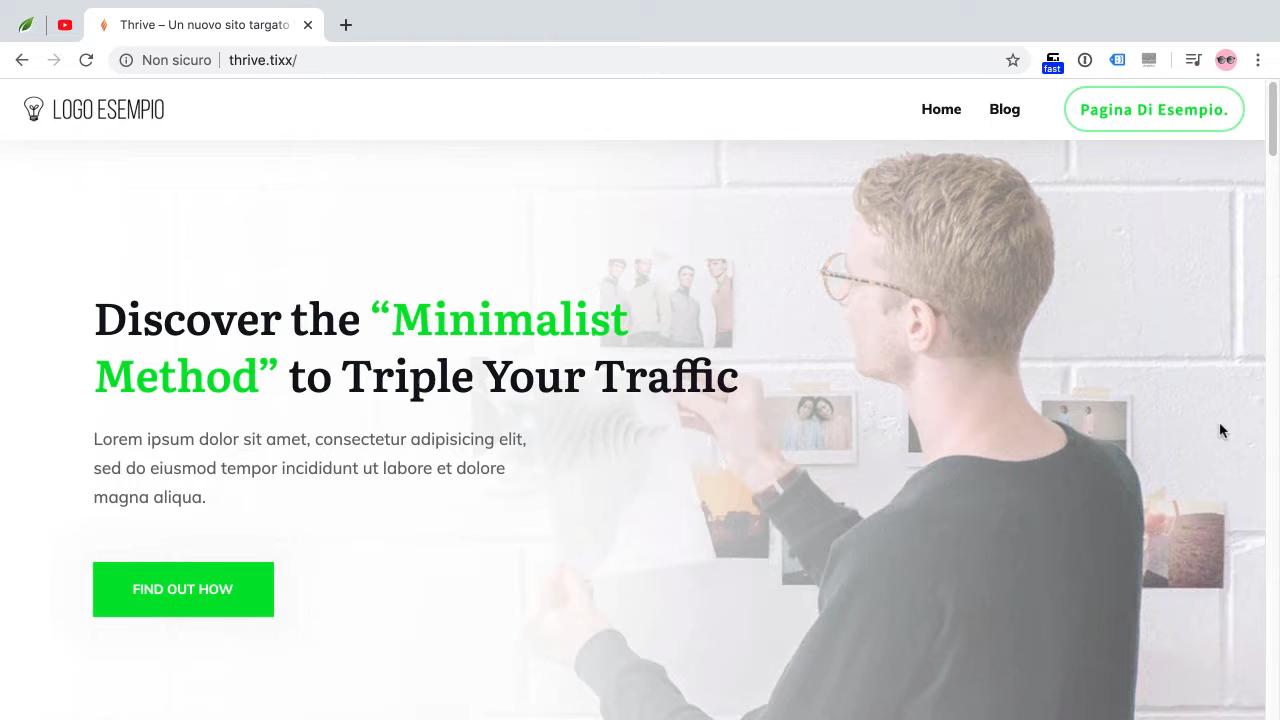 Thrive – Un nuovo sito targato
Non sicuro
thrive.tixx/
fast
LOGO ESEMPIO
Home
Blog
Pagina Di Esempio.
Discover the “Minimalist
Method” to Triple Your Traffic
Lorem ipsum dolor sit amet, consectetur adipisicing elit,
sed do eiusmod tempor incididunt ut labore et dolore
magna aliqua.
FIND OUT HOW